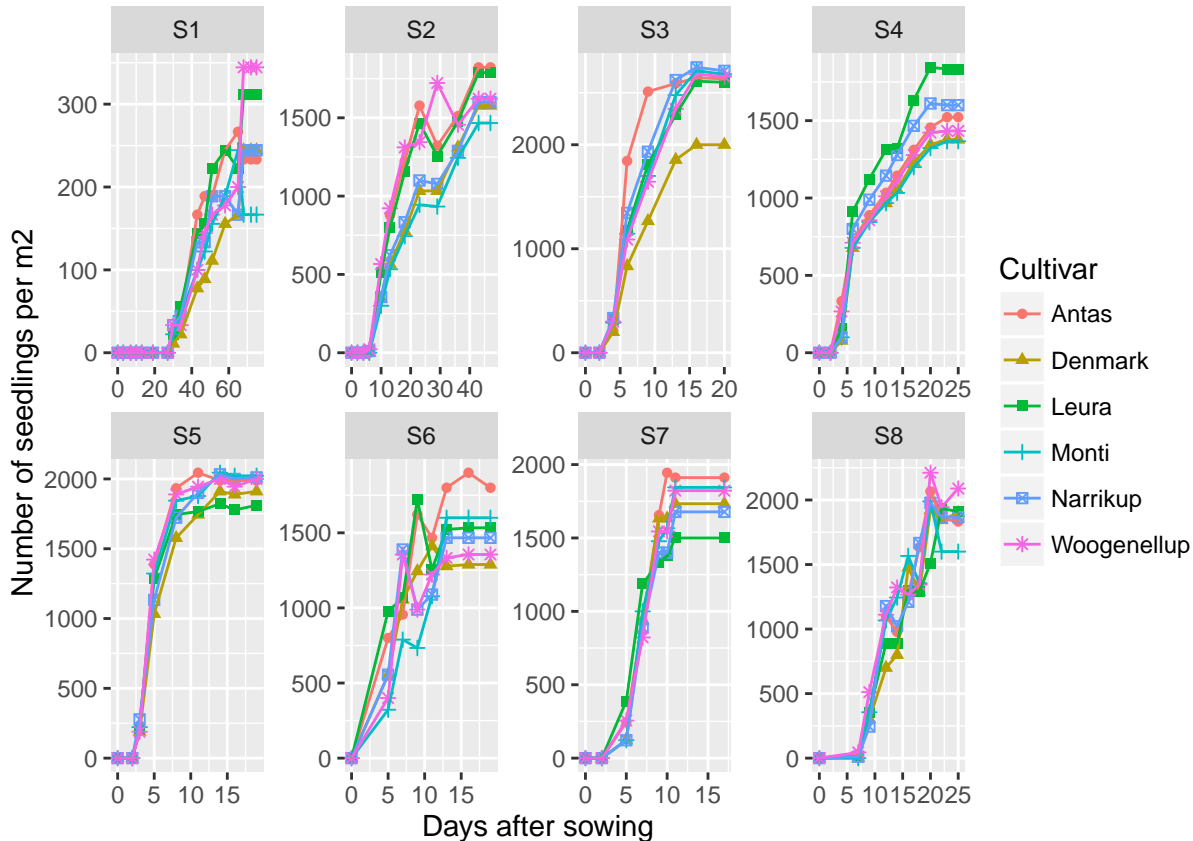 S1 S2 S3 S4
300
200
100
0
0 20 40 60
1500
1000
500
0
0 10 20 30 40
2000
1000
0
0 5 10 15 20
1500
1000
500
0
0 5 10 15 20 25
S5 S6 S7 S8
2000
1500
1000
500
0
0 5 10 15
1500
1000
500
0
0 5 10 15
2000
1500
1000
500
0
0 5 10 15
2000
1500
1000
500
0
0 5 10 15 20 25
Number of seedlings per m2
Days after sowing
Cultivar
Antas
Denmark
Leura
Monti
Narrikup
Woogenellup